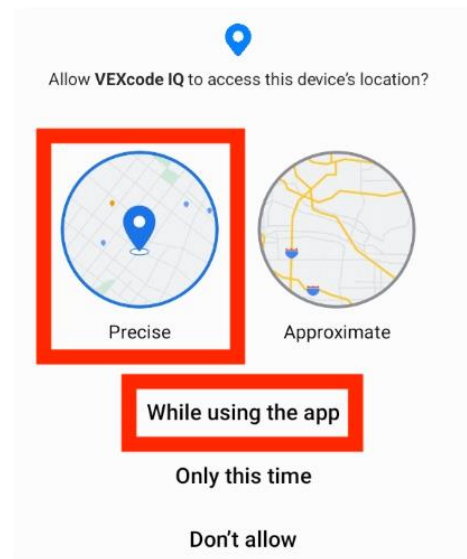 Allow VEXcode IQ to access this device's location?
Precise
Approximate
While using the app
Only this time
Don't allow